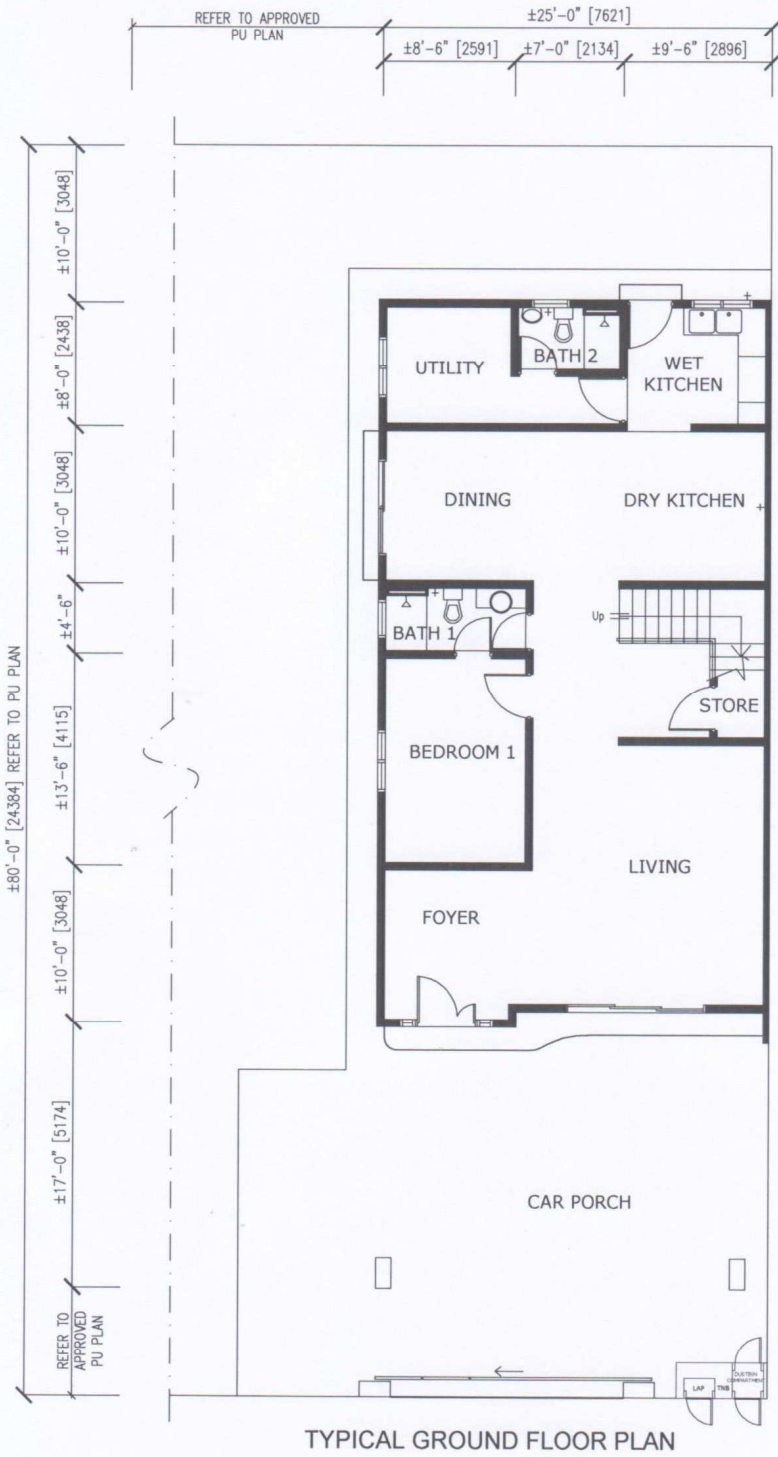 REFER TO APPROVED
PU PLAN
±25'-0" [7621]
±8'-6" [2591]
±7'-0" [2134]
±9'-6" [2896]
±80'-0" [24384] REFER TO PU PLAN
±10'-0" [3048]
±8'-0" [2438]
±10'-0" [3048]
±4'-6"
±13'-6" [4115]
±10'-0" [3048]
±17'-0" [5174]
REFER TO
APPROVED
PU PLAN
UTILITY
BATH 2
WET
KITCHEN
DINING
DRY KITCHEN
BATH 1
Up
STORE
BEDROOM 1
LIVING
FOYER
CAR PORCH
LAP
TNB
DUSTBIN
COMPARTMENT
TYPICAL GROUND FLOOR PLAN